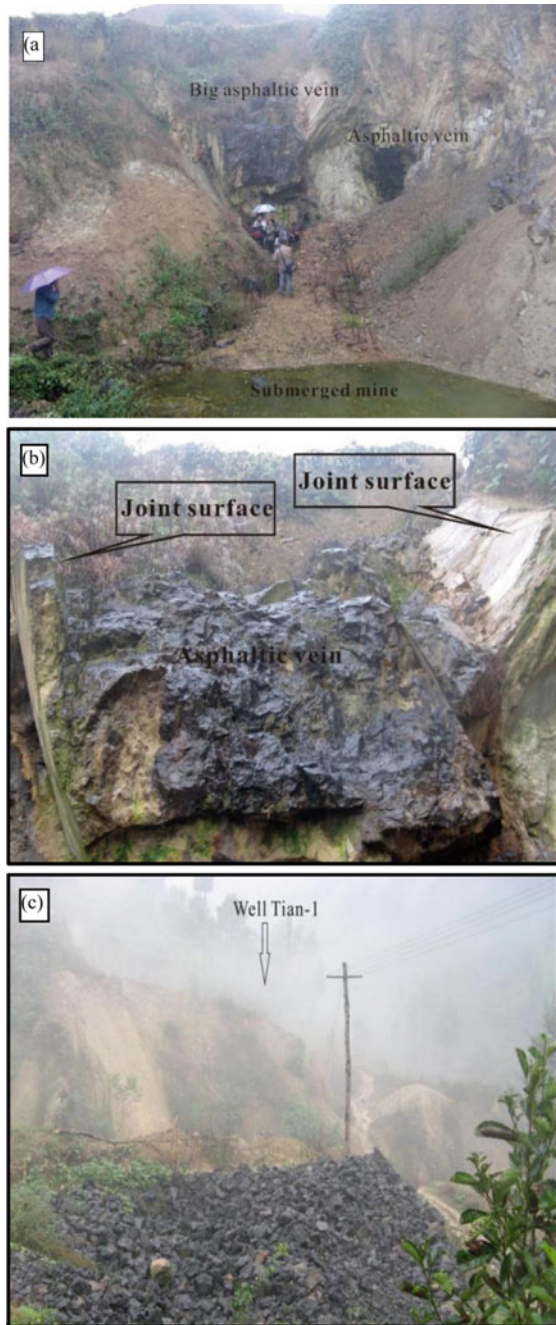 (a
Big asphaltic vein
Asphaltic vein
Submerged mine
(b)
Joint surface
Joint surface
Asphaltic vein
(c)
Well Tian-1